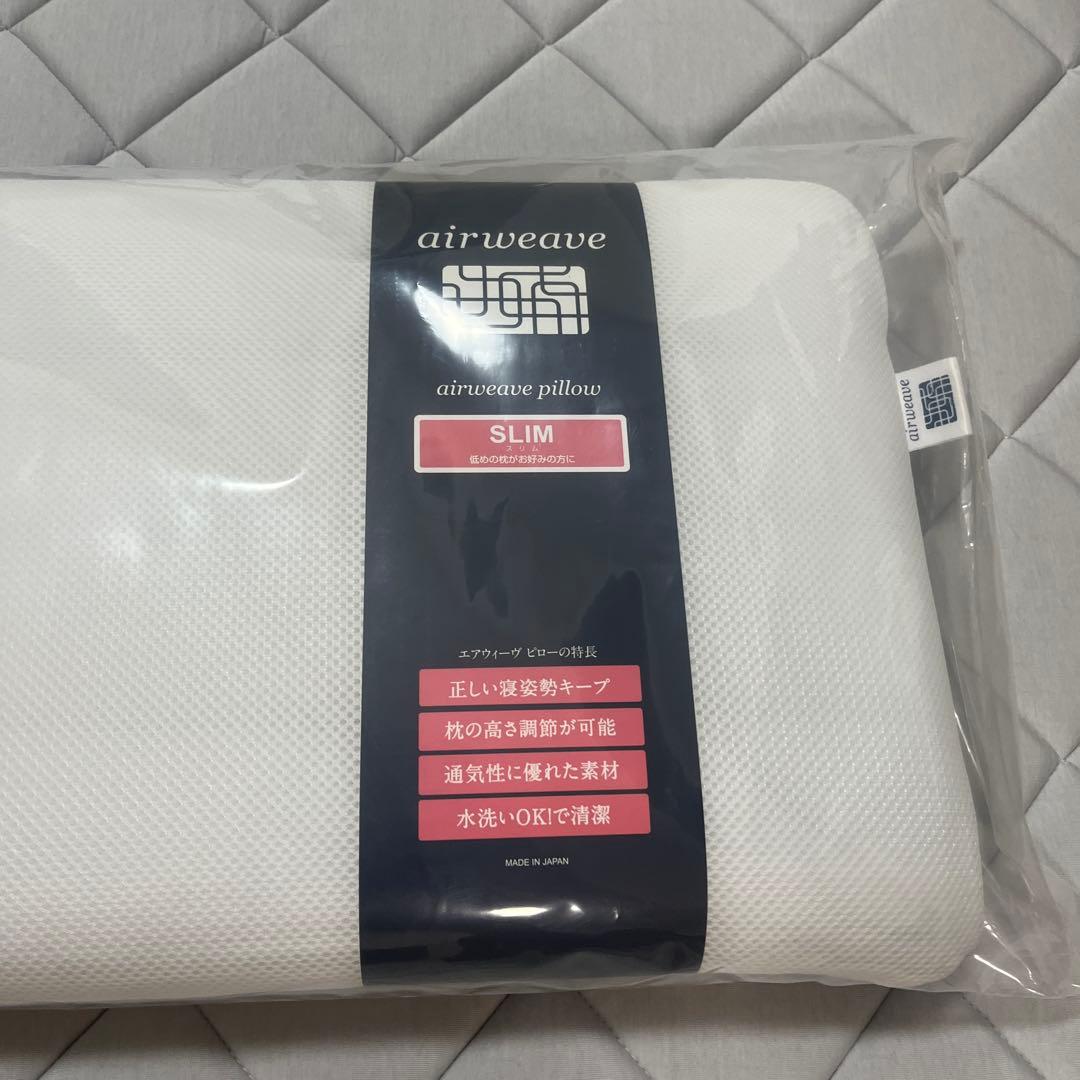 airweave
airweave pillow
SLIM
スリム
低めの枕がお好みの方に
エアウィーヴ ピローの特長
正しい寝姿勢キープ
枕の高さ調節が可能
通気性に優れた素材
水洗いOK!で清潔
MADE IN JAPAN
airweave